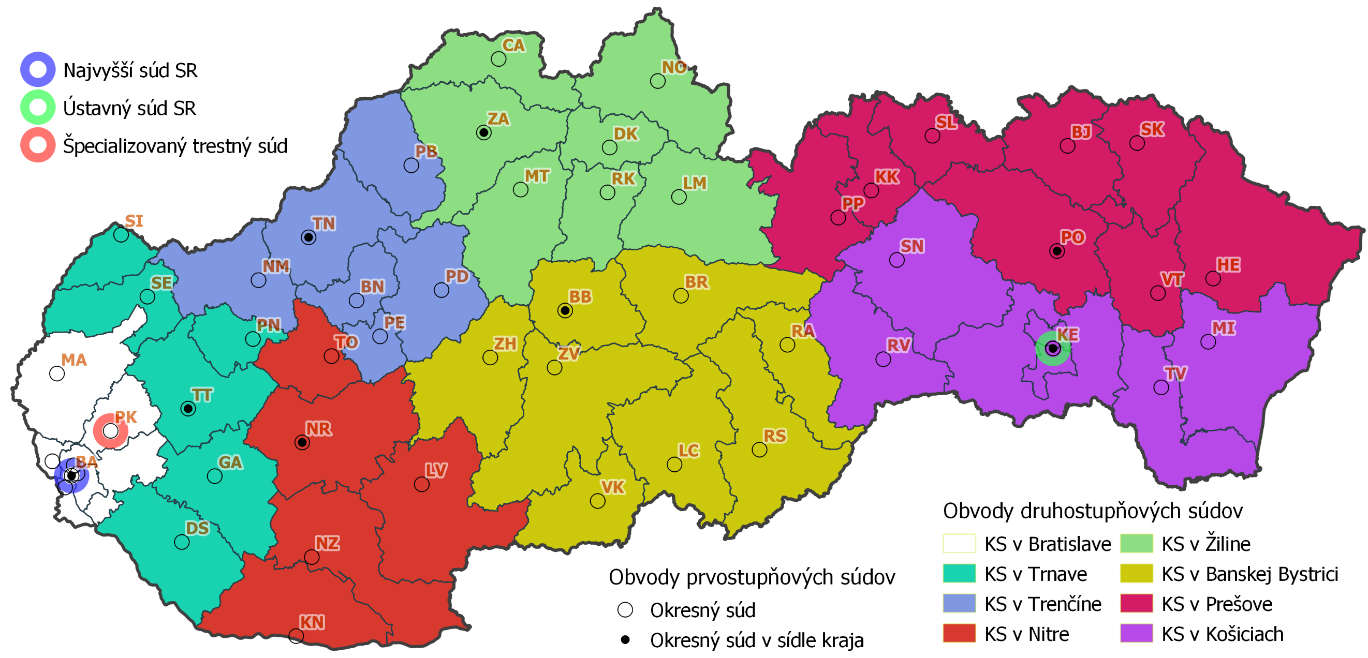 Najvyšší súd SR
Ústavný súd SR
Špecializovaný trestný súd
CA
NO
ZA
DK
PB
MT
RK
LM
SL
BJ
SK
KK
PP
SI
TN
SN
PO
NM
PD
SE
BN
BB
BR
VT
HE
PN
PE
TO
ZH
ZV
RA
RV
KE
MI
MA
TV
TT
PK
NR
RS
BA
GA
LV
LC
VK
DS
NZ
KN
Obvody prvostupňových súdov
Okresný súd
Okresný súd v sídle kraja
Obvody druhostupňových súdov
KS v Bratislave
KS v Trnave
KS v Trenčíne
KS v Nitre
KS v Žiline
KS v Banskej Bystrici
KS v Prešove
KS v Košiciach